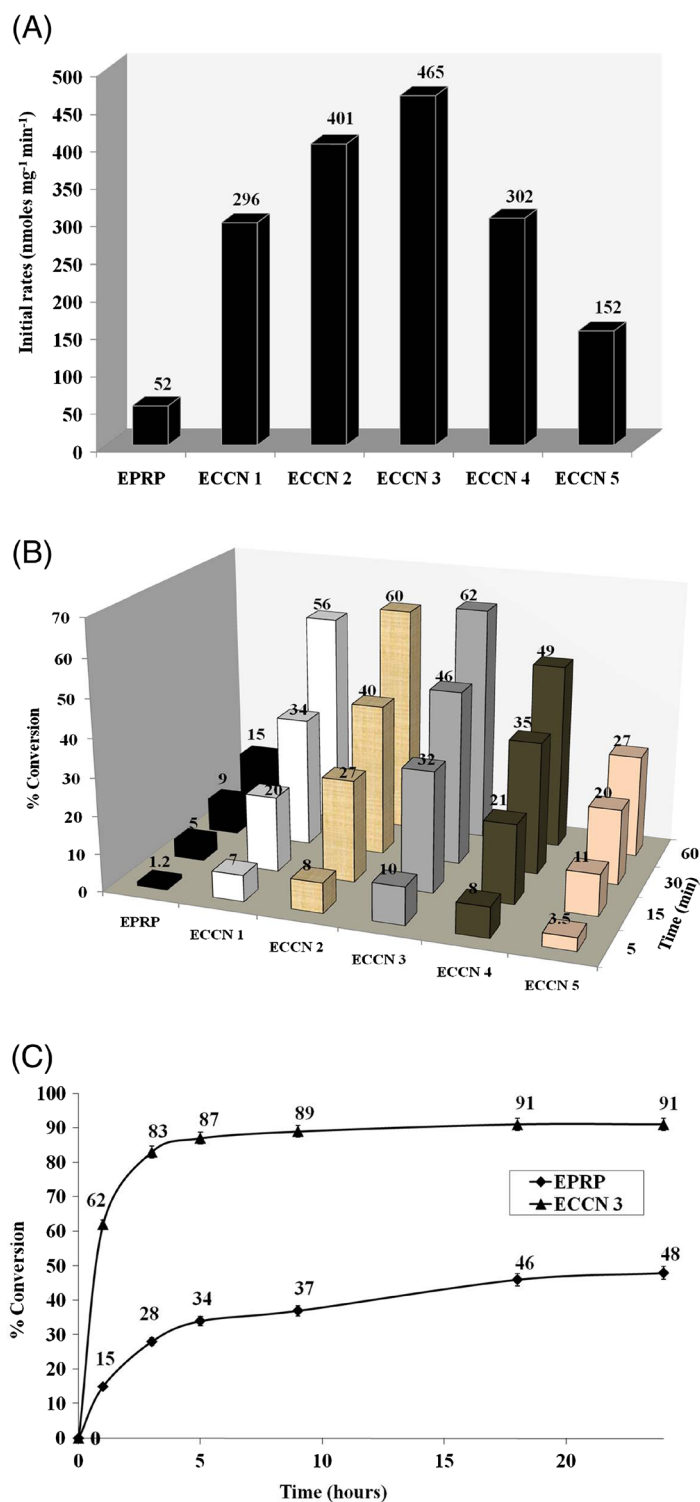 (A)
Initial rates (nmoles mg⁻¹ min⁻¹)
500
450
400
350
300
250
200
150
100
50
0
52
296
401
465
302
152
EPRP ECCN 1 ECCN 2 ECCN 3 ECCN 4 ECCN 5
(B)
% Conversion
70
60
50
40
30
20
10
0
56 60 62
49
34 40 46
35
27
15
9
5
1.2
20 27 32
21
20
11
7 8 10 8 3.5
EPRP
ECCN 1
ECCN 2
ECCN 3
ECCN 4
ECCN 5
60
30
15
5
Time (min)
(C)
% Conversion
100
90
80
70
60
50
40
30
20
10
0
62
83
87
89
91
91
EPRP
ECCN 3
15
28
34
37
46
48
0
0 5 10 15 20
Time (hours)